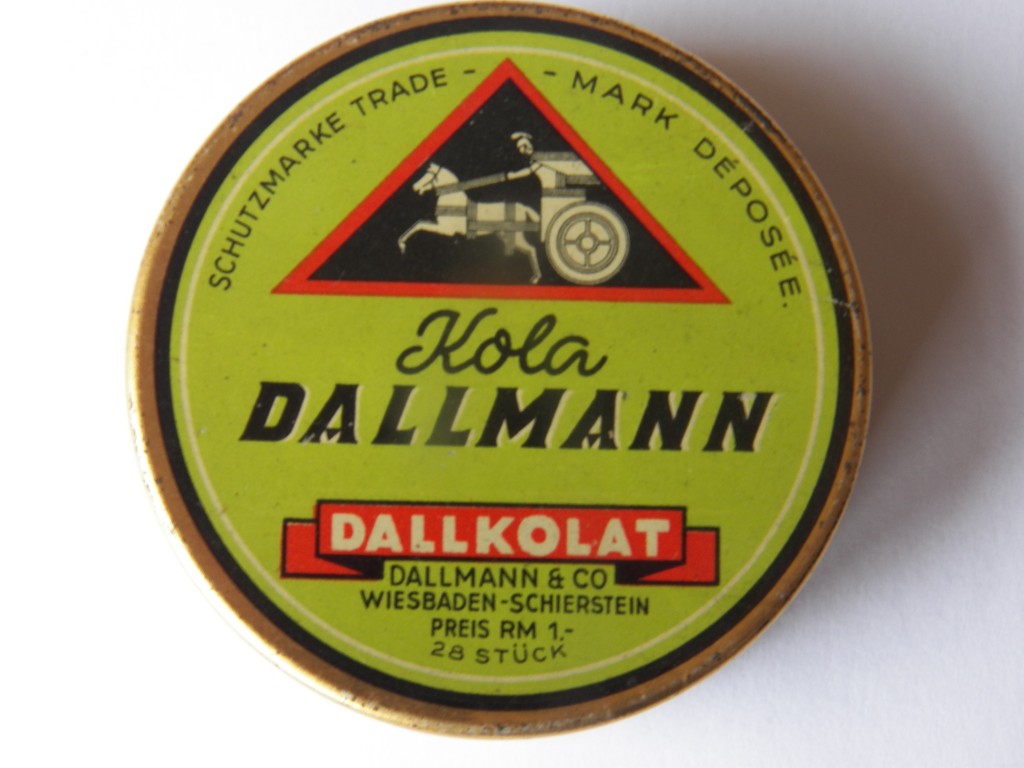 SCHUTZMARKE TRADE - - MARK DÉPOSÉE.
Kola
DALLMANN
DALLKOLAT
DALLMANN & CO
WIESBADEN-SCHIERSTEIN
PREIS RM 1.-
28 STÜCK